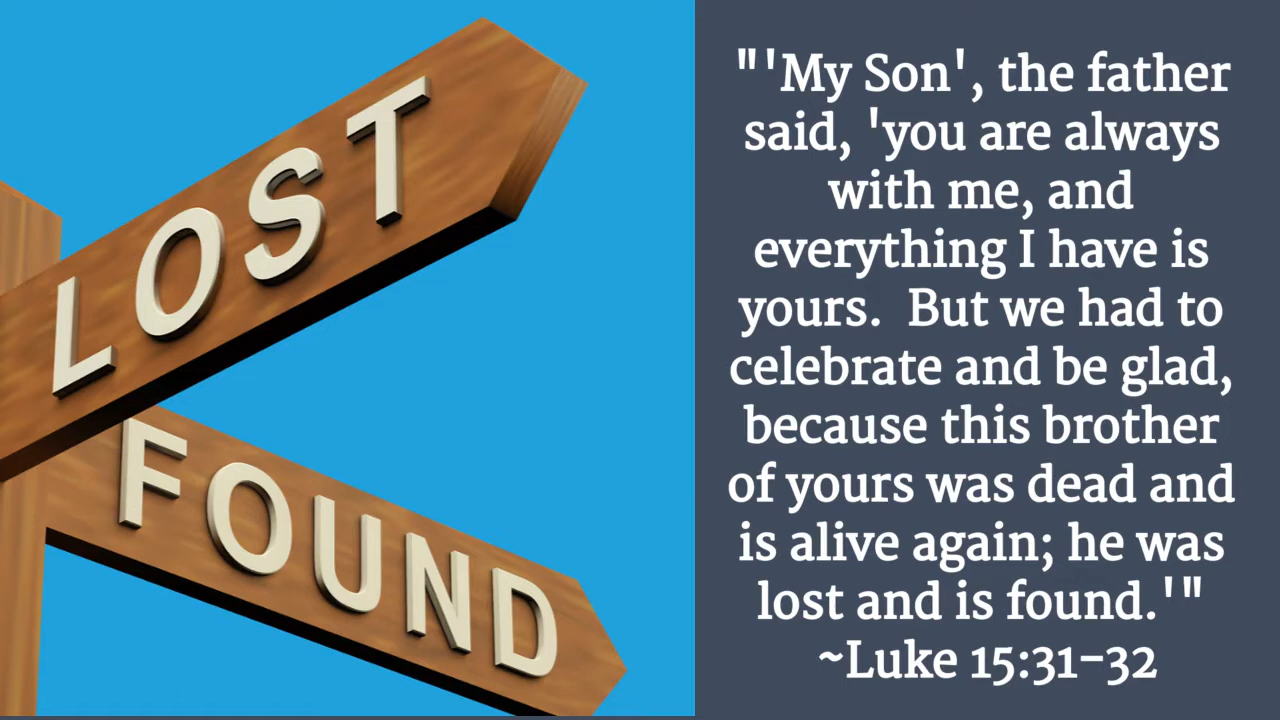 LOST
FOUND
"'My Son', the father
said, 'you are always
with me, and
everything I have is
yours.  But we had to
celebrate and be glad,
because this brother
of yours was dead and
is alive again; he was
lost and is found.'"
~Luke 15:31-32